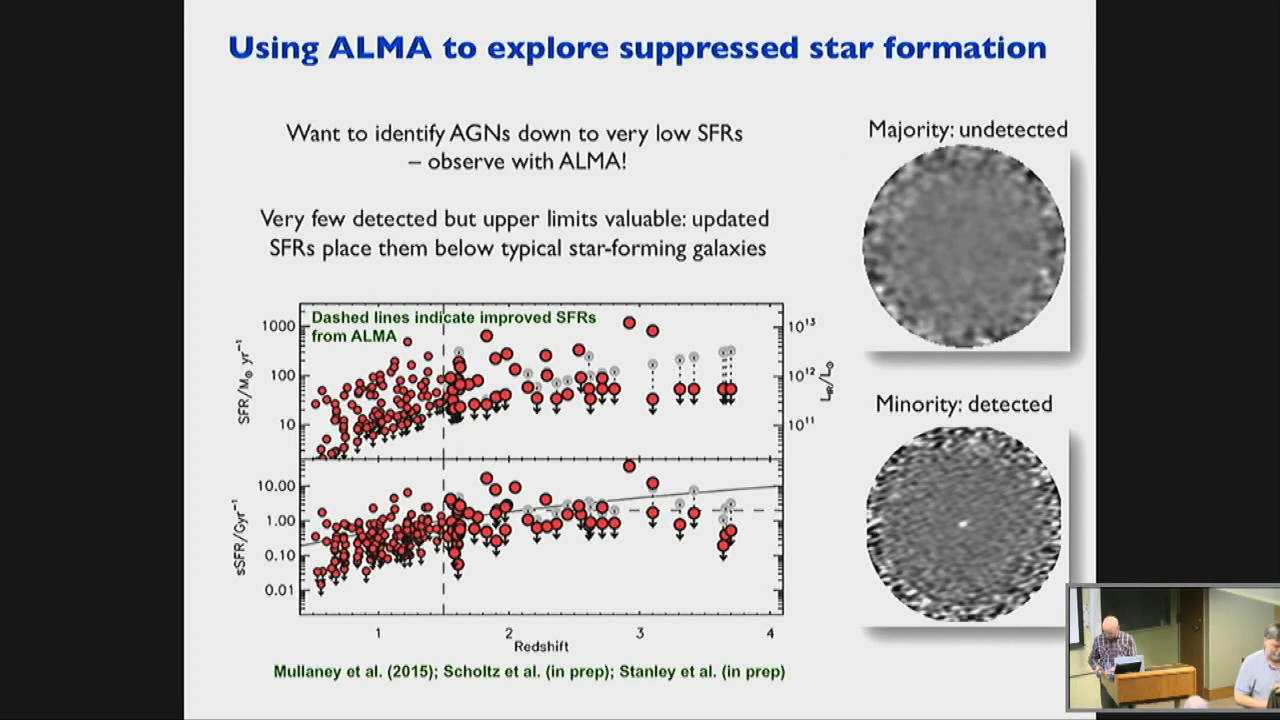 Using ALMA to explore suppressed star formation
Want to identify AGNs down to very low SFRs
– observe with ALMA!
Very few detected but upper limits valuable: updated
SFRs place them below typical star-forming galaxies
Majority: undetected
Minority: detected
Dashed lines indicate improved SFRs
from ALMA
SFR/M⊙ yr⁻¹
1000
100
10
L_IR/L⊙
10¹³
10¹²
10¹¹
sSFR/Gyr⁻¹
10.00
1.00
0.10
0.01
1
2
3
4
Redshift
Mullaney et al. (2015); Scholtz et al. (in prep); Stanley et al. (in prep)